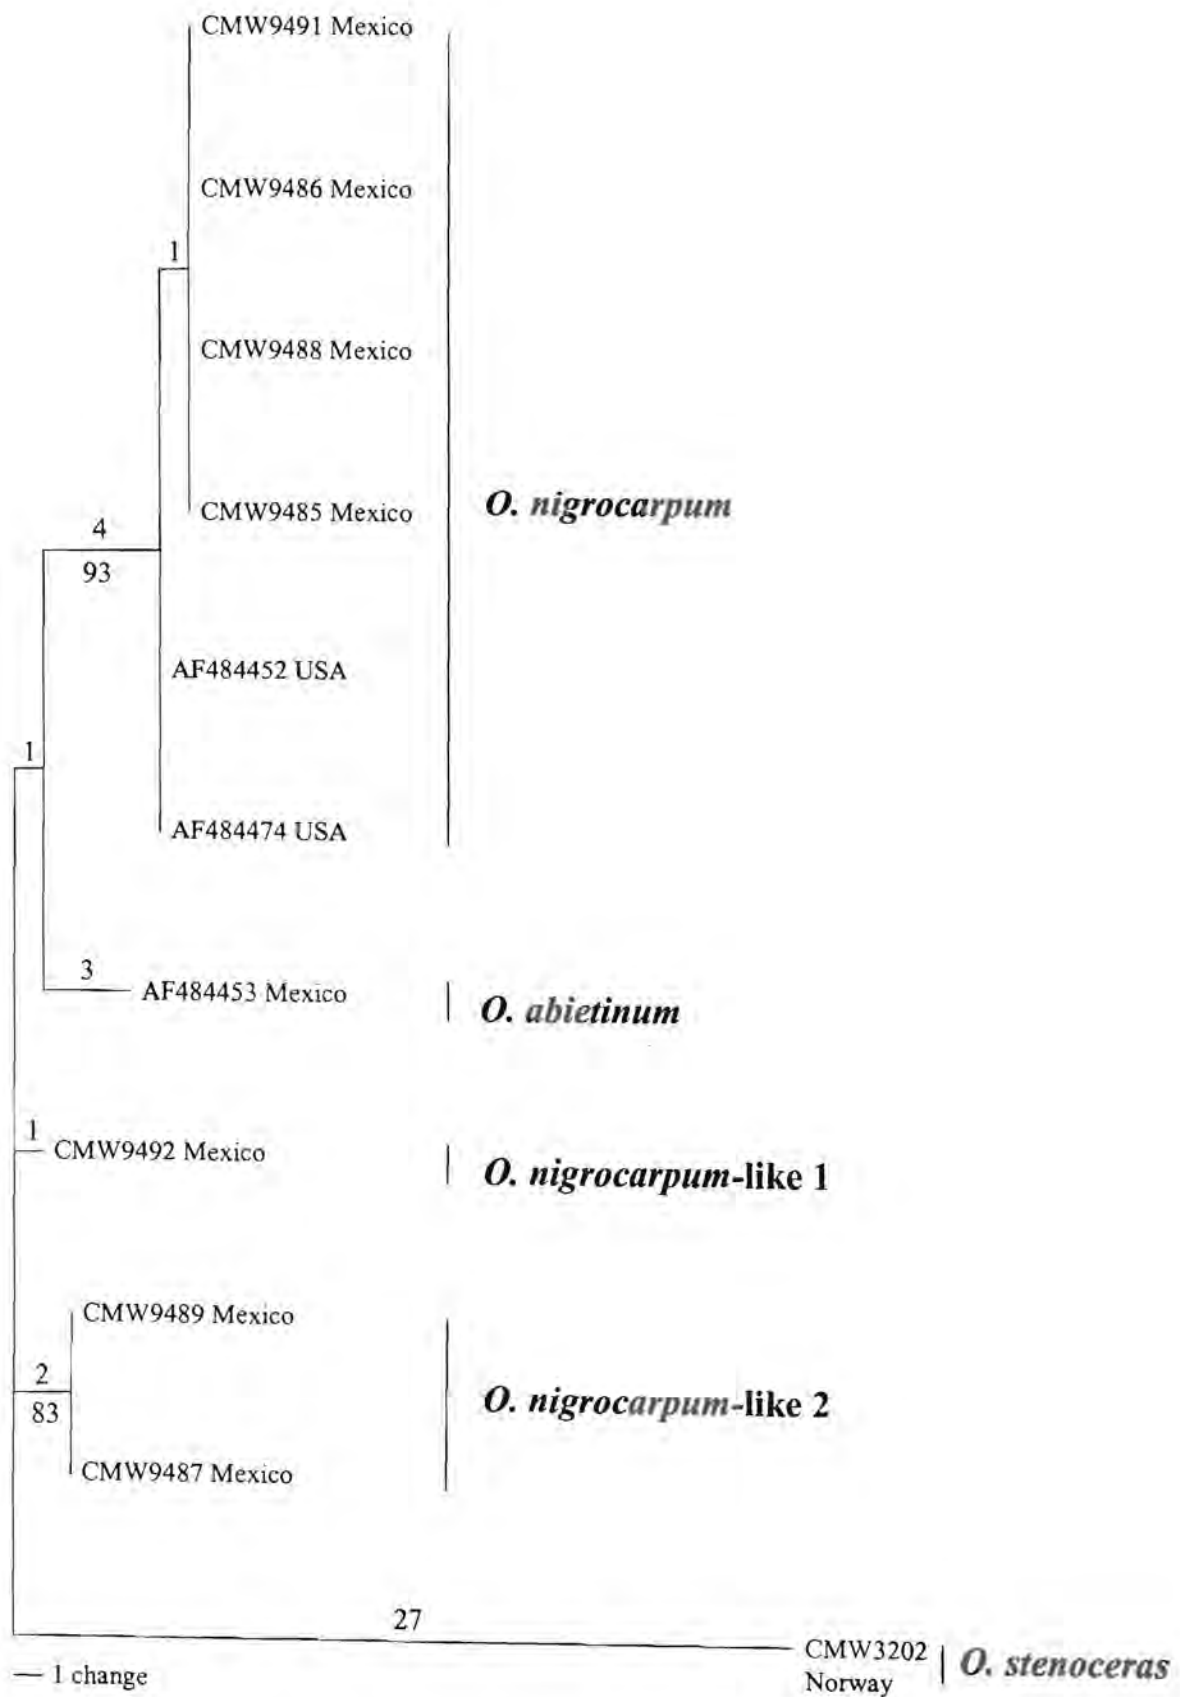 CMW9491 Mexico
CMW9486 Mexico
1
CMW9488 Mexico
CMW9485 Mexico
O. nigrocarpum
4
93
AF484452 USA
1
AF484474 USA
3
AF484453 Mexico
O. abietinum
1
CMW9492 Mexico
O. nigrocarpum-like 1
CMW9489 Mexico
2
83
O. nigrocarpum-like 2
CMW9487 Mexico
27
CMW3202
Norway
O. stenoceras
1 change